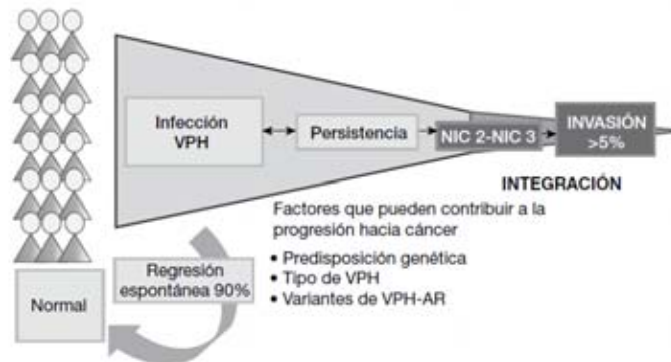 Infección
VPH
Persistencia
NIC 2-NIC 3
INVASIÓN
>5%
INTEGRACIÓN
Factores que pueden contribuir a la
progresión hacia cáncer
• Predisposición genética
• Tipo de VPH
• Variantes de VPH-AR
Regresión
espontánea 90%
Normal